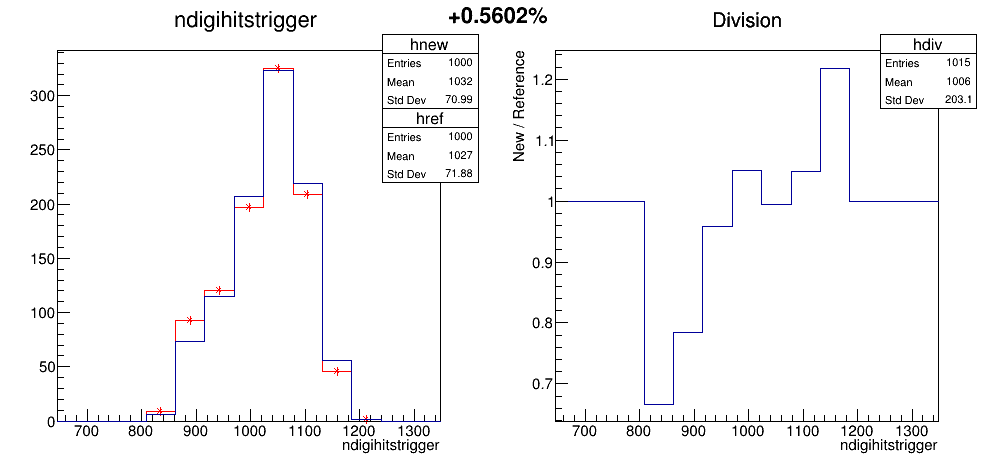 ndigihitstrigger
+0.5602%
Division
hnew
Entries 1000
Mean 1032
Std Dev 70.99
href
Entries 1000
Mean 1027
Std Dev 71.88
300
250
200
150
100
50
0
700 800 900 1000 1100 1200 1300
ndigihitstrigger
hdiv
Entries 1015
Mean 1006
Std Dev 203.1
New / Reference
1.2
1.1
1
0.9
0.8
0.7
700 800 900 1000 1100 1200 1300
ndigihitstrigger